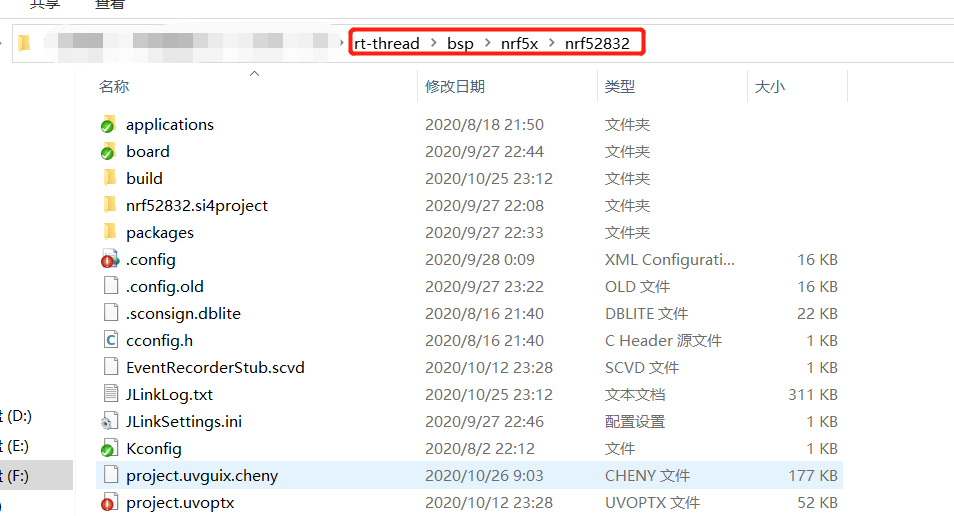 共享 查看
rt-thread > bsp > nrf5x > nrf52832
名称 修改日期 类型 大小
applications 2020/8/18 21:50 文件夹
board 2020/9/27 22:44 文件夹
build 2020/10/25 23:12 文件夹
nrf52832.si4project 2020/9/27 22:08 文件夹
packages 2020/9/27 22:33 文件夹
.config 2020/9/28 0:09 XML Configurati... 16 KB
.config.old 2020/9/27 22:22 OLD 文件 16 KB
.sconsign.dblite 2020/8/16 21:40 DBLITE 文件 22 KB
cconfig.h 2020/8/16 21:40 C Header 源文件 1 KB
EventRecorderStub.scvd 2020/10/12 23:28 SCVD 文件 1 KB
JLinkLog.txt 2020/10/25 23:12 文本文档 311 KB
(D:) JLinkSettings.ini 2020/9/27 22:46 配置设置 1 KB
(E:) Kconfig 2020/8/2 22:12 文件 1 KB
(F:) project.uvguix.cheny 2020/10/26 9:03 CHENY 文件 177 KB
project.uvoptx 2020/10/12 23:28 UVOPTX 文件 52 KB